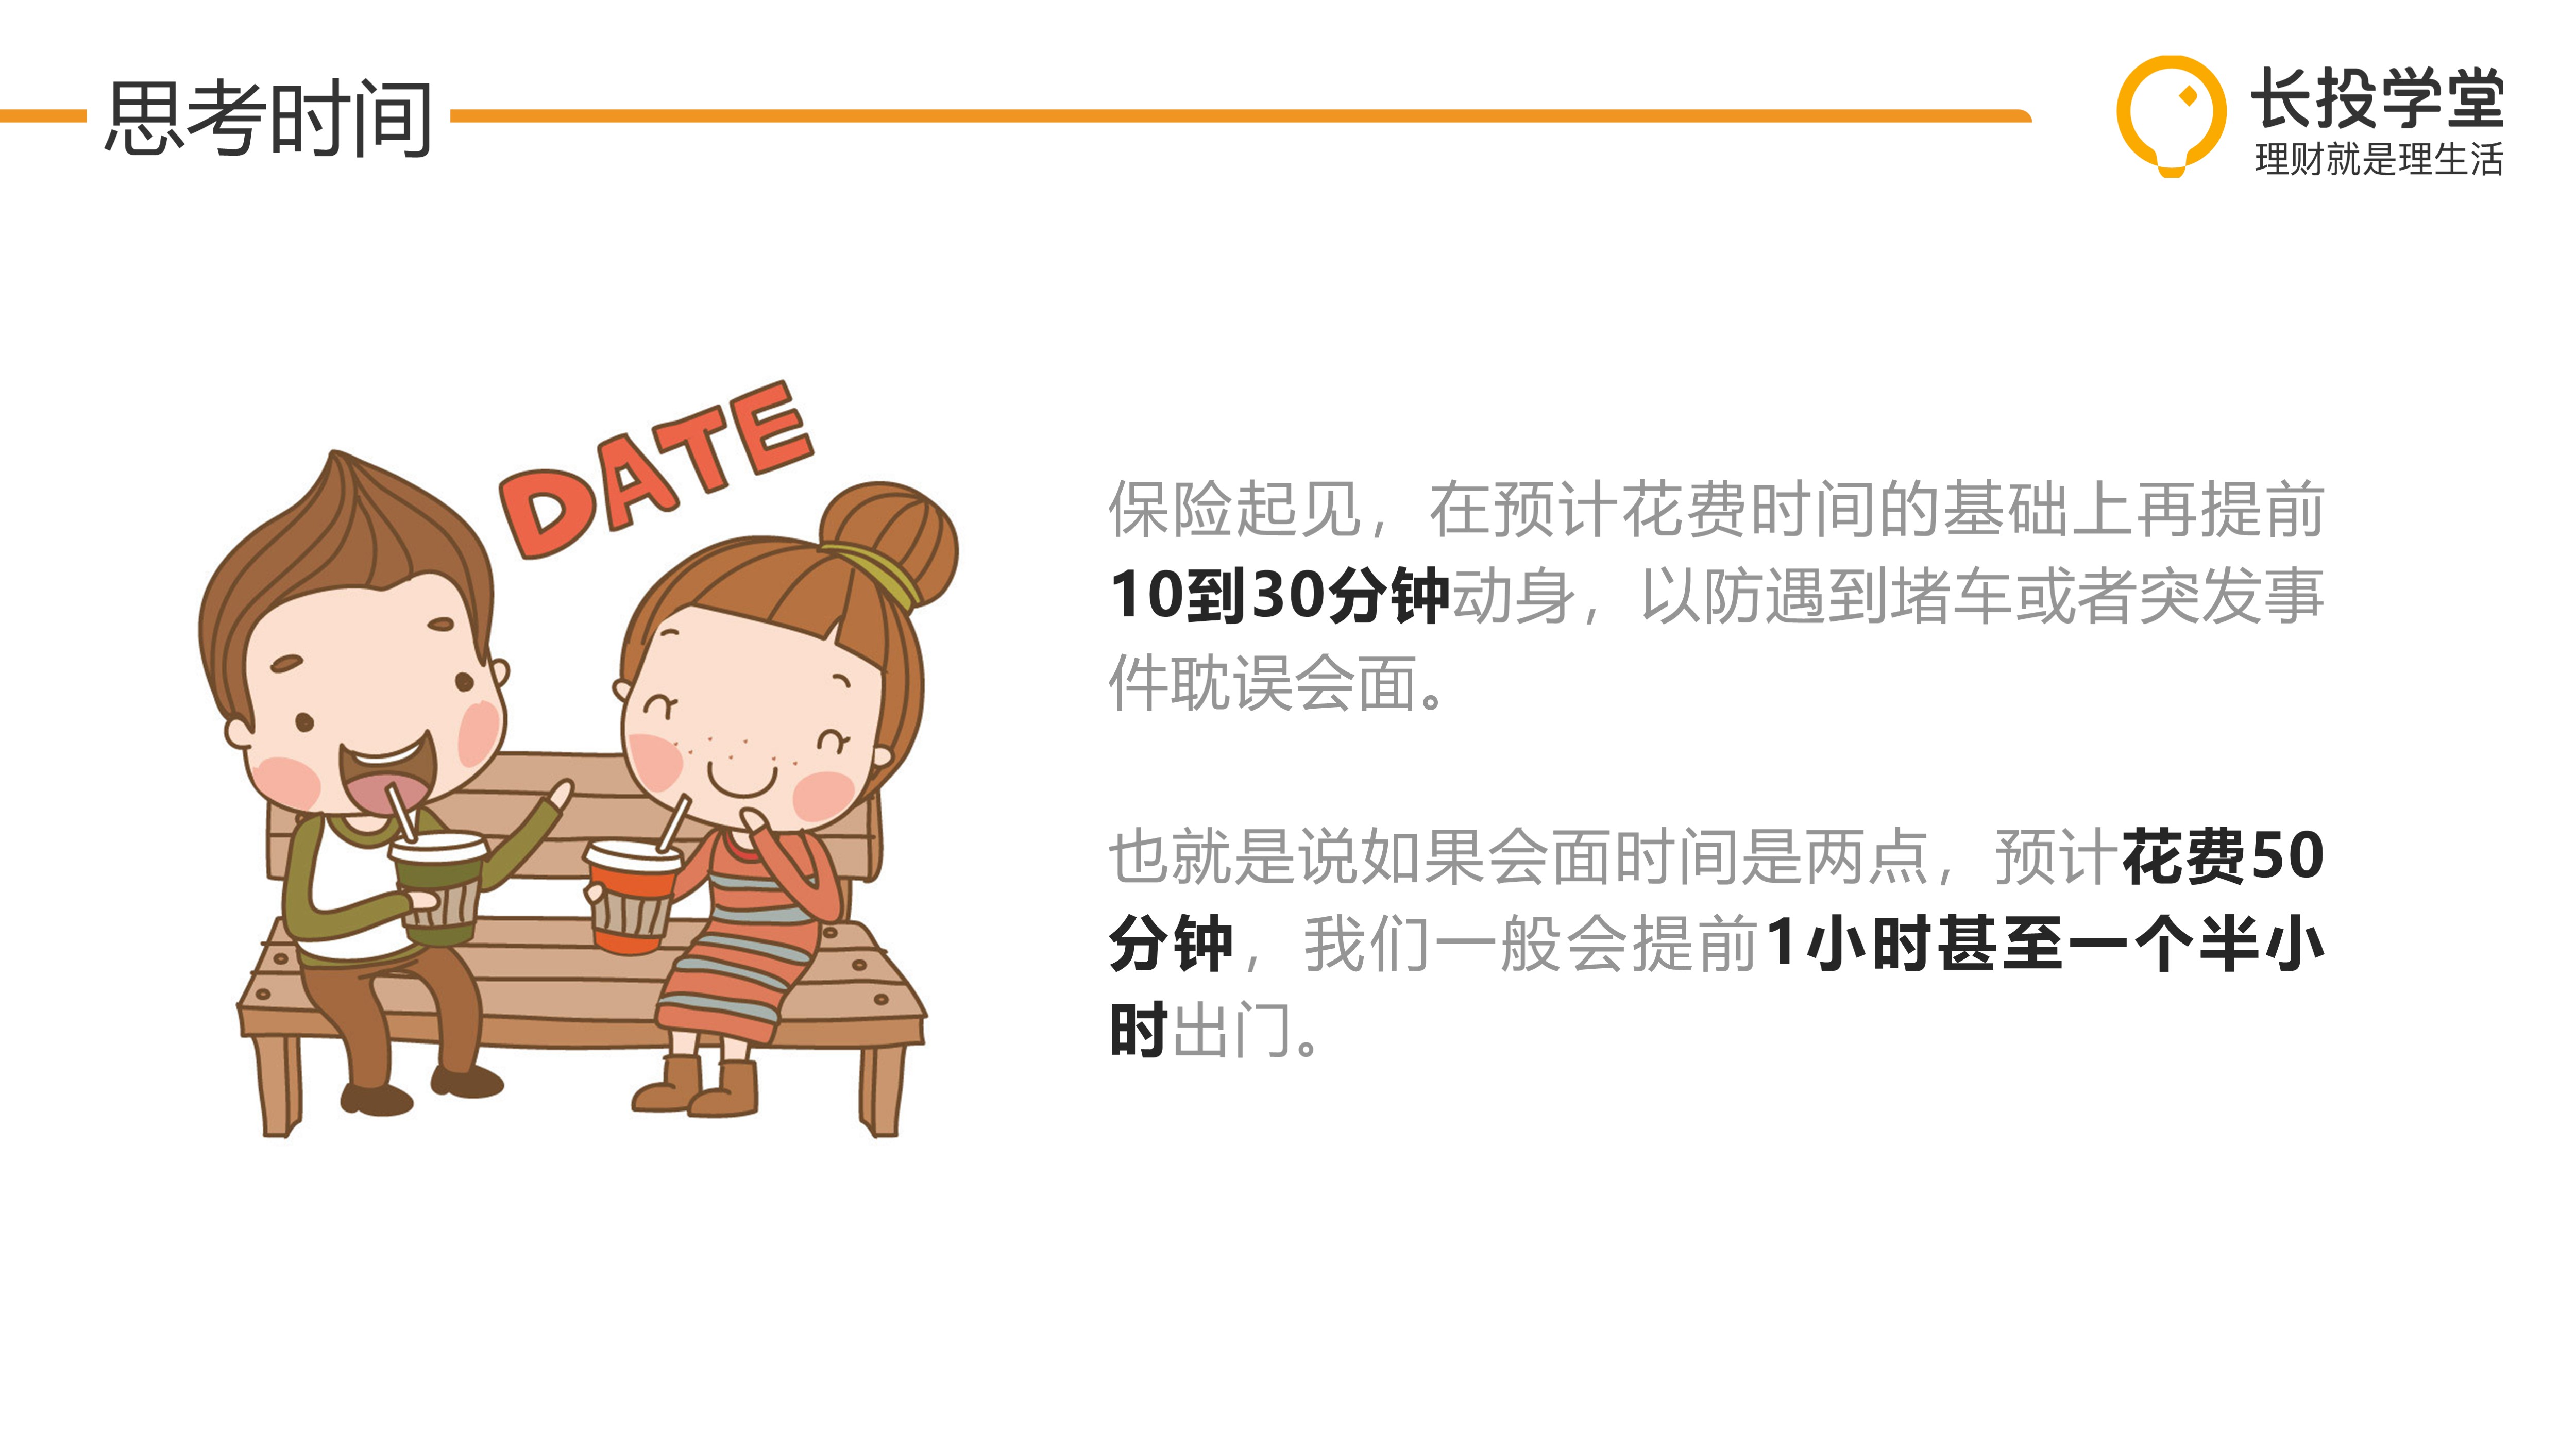 思考时间
长投学堂
理财就是理生活
DATE
保险起见，在预计花费时间的基础上再提前
10到30分钟动身，以防遇到堵车或者突发事
件耽误会面。
也就是说如果会面时间是两点，预计花费50
分钟，我们一般会提前1小时甚至一个半小
时出门。